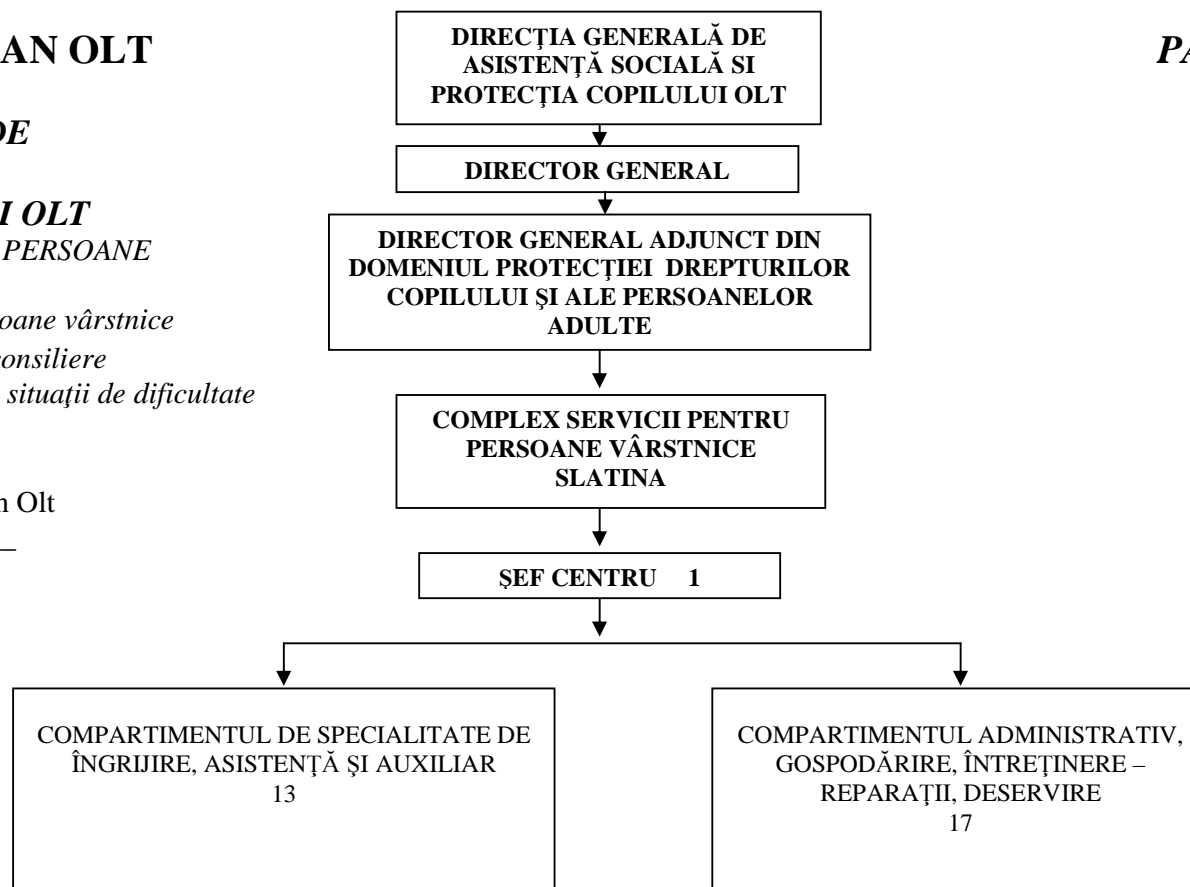 AN OLT
DE
I OLT
PERSOANE
oane vârstnice
onsiliere
situaţii de dificultate
n Olt
–
PA
DIRECŢIA GENERALĂ DE
ASISTENŢĂ SOCIALĂ SI
PROTECŢIA COPILULUI OLT
DIRECTOR GENERAL
DIRECTOR GENERAL ADJUNCT DIN
DOMENIUL PROTECŢIEI DREPTURILOR
COPILULUI ŞI ALE PERSOANELOR
ADULTE
COMPLEX SERVICII PENTRU
PERSOANE VÂRSTNICE
SLATINA
ŞEF CENTRU 1
COMPARTIMENTUL DE SPECIALITATE DE
ÎNGRIJIRE, ASISTENŢĂ ŞI AUXILIAR
13
COMPARTIMENTUL ADMINISTRATIV,
GOSPODĂRIRE, ÎNTREŢINERE –
REPARAŢII, DESERVIRE
17